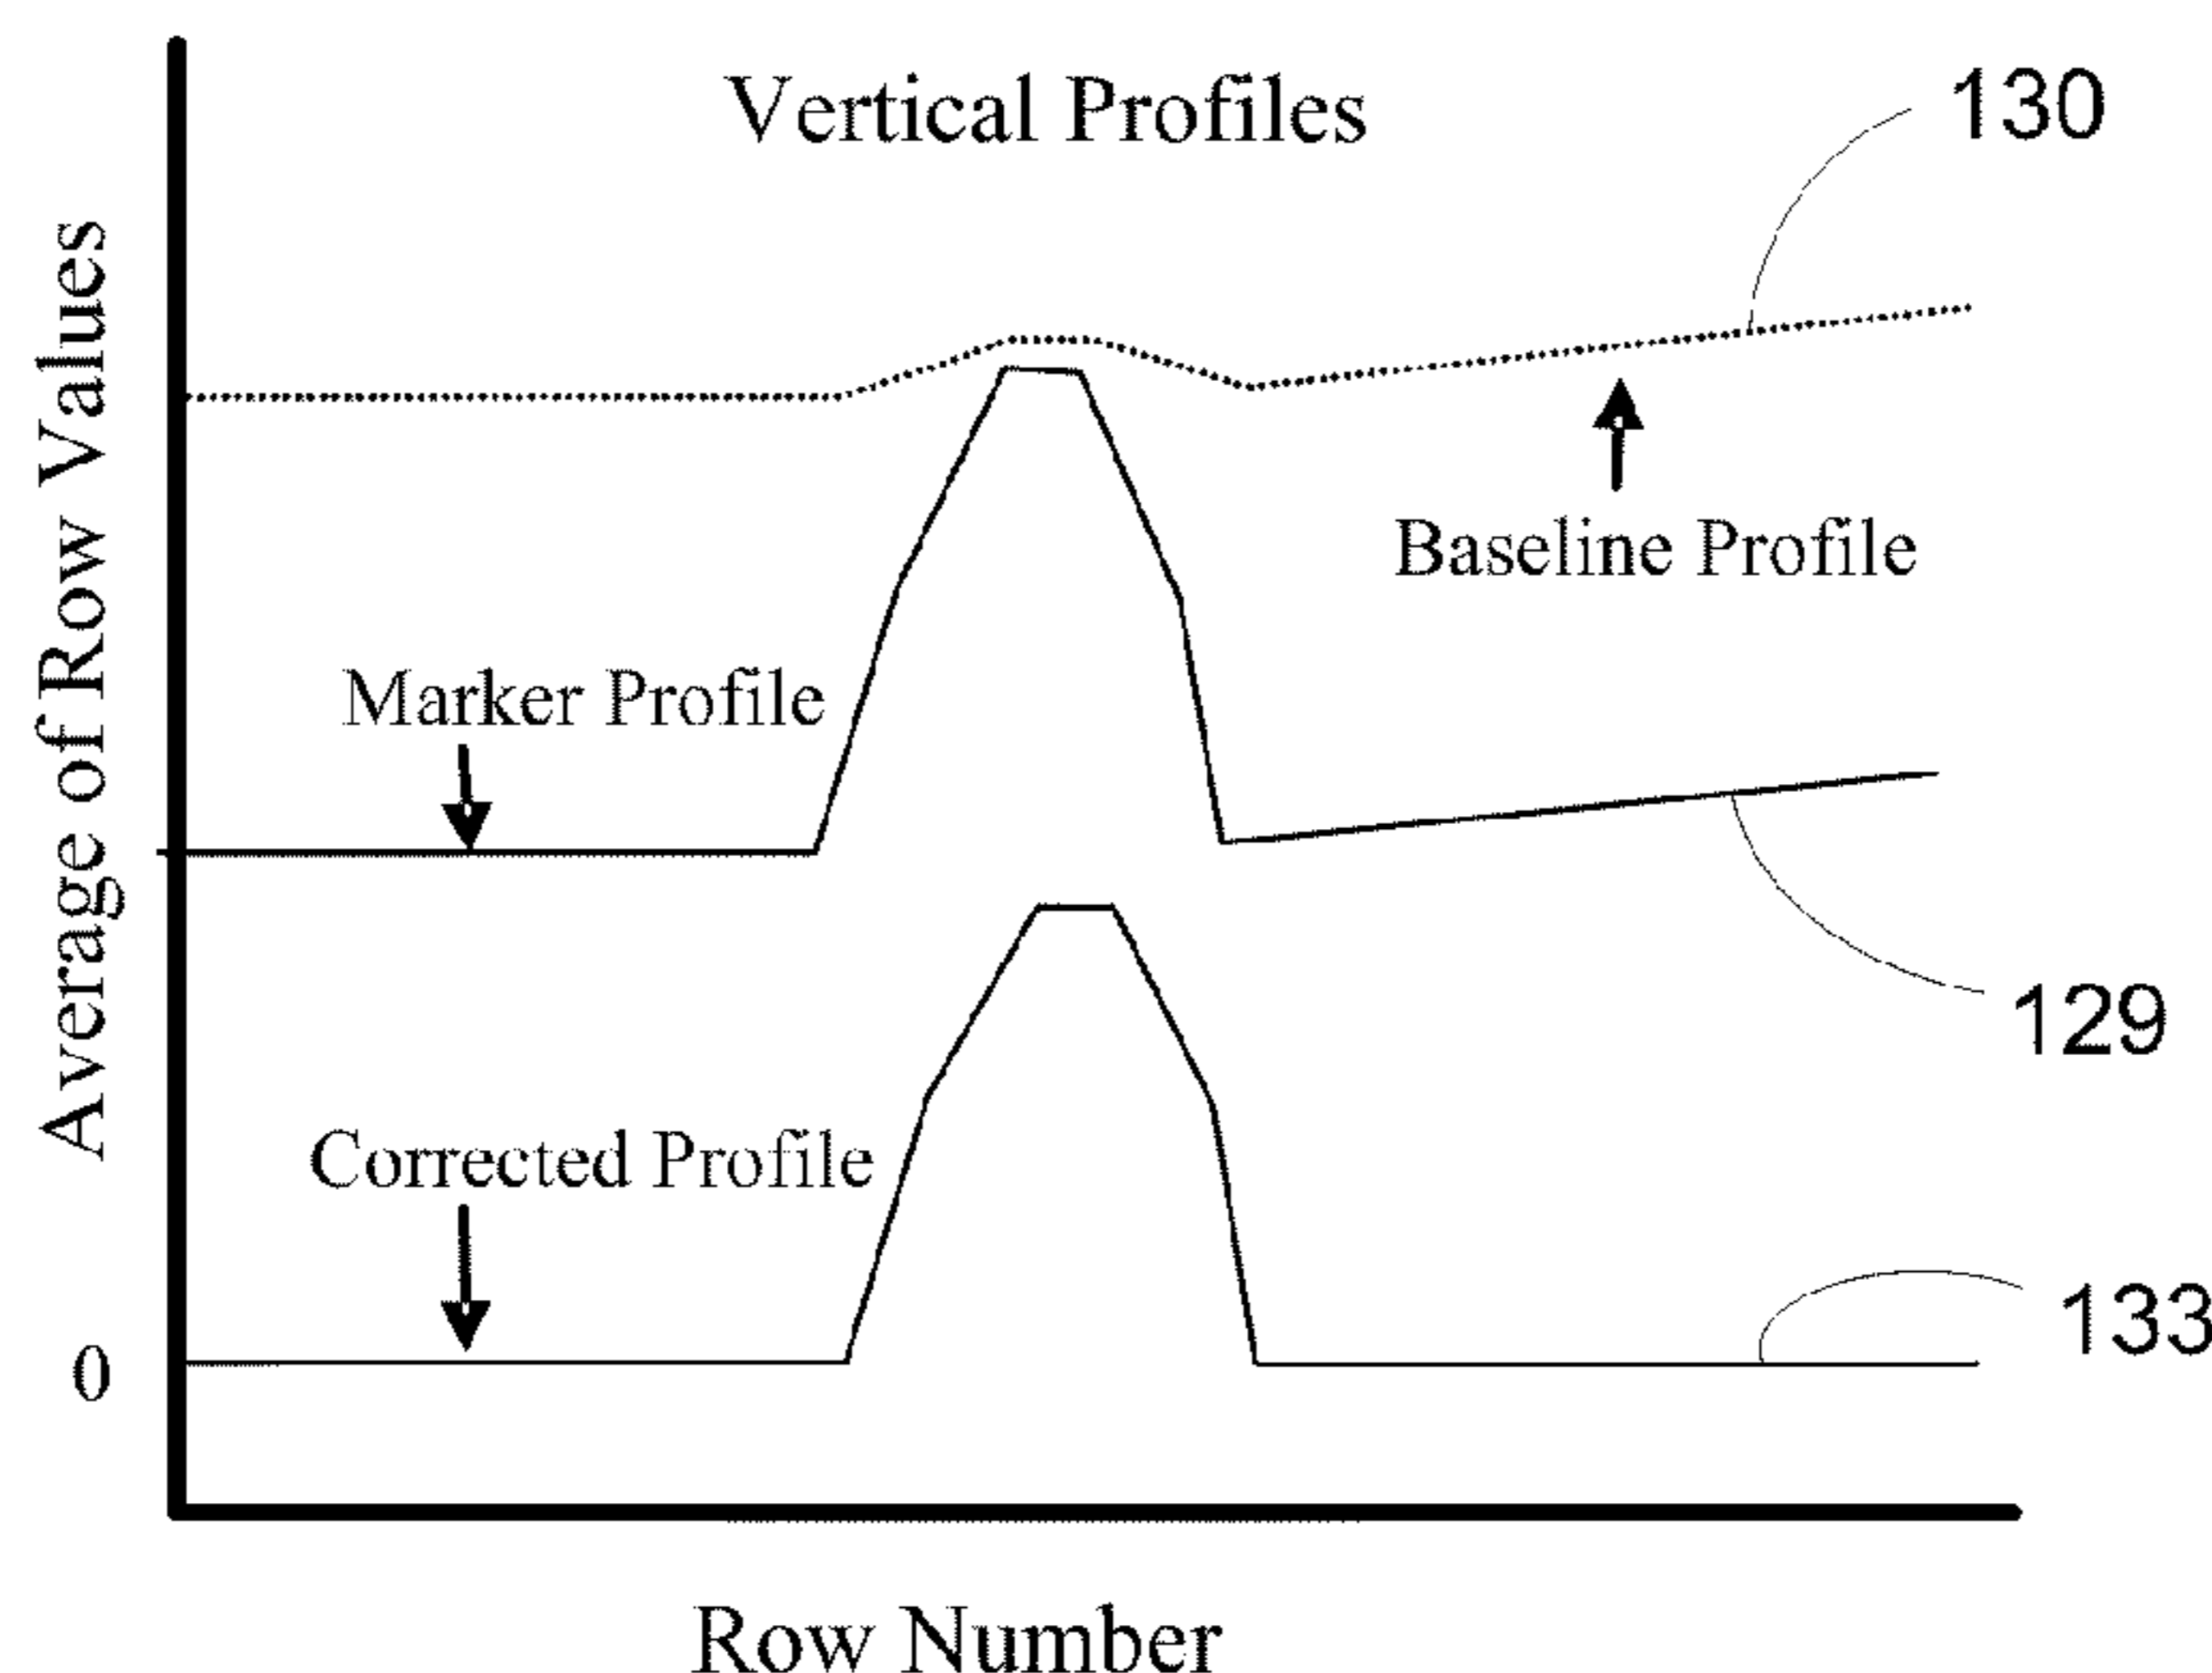 Vertical Profiles
130
Average of Row Values
Baseline Profile
Marker Profile
129
Corrected Profile
133
0
Row Number